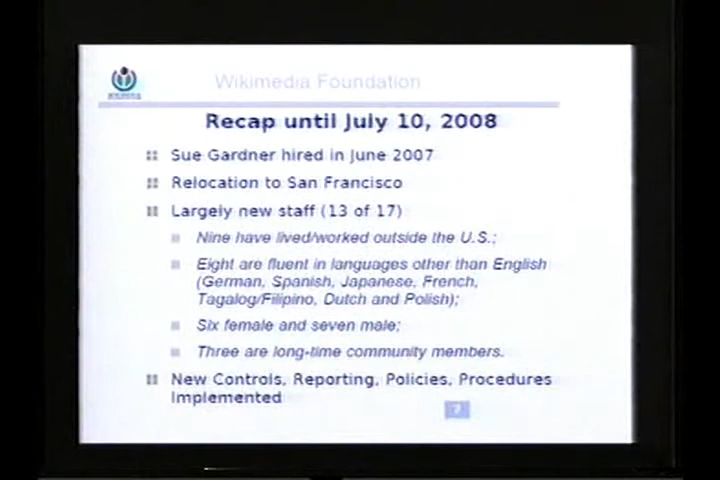 Wikimedia Foundation
Recap until July 10, 2008
Sue Gardner hired in June 2007
Relocation to San Francisco
Largely new staff (13 of 17)
Nine have lived/worked outside the U.S.;
Eight are fluent in languages other than English
(German, Spanish, Japanese, French,
Tagalog/Filipino, Dutch and Polish);
Six female and seven male;
Three are long-time community members.
New Controls, Reporting, Policies, Procedures
Implemented
7